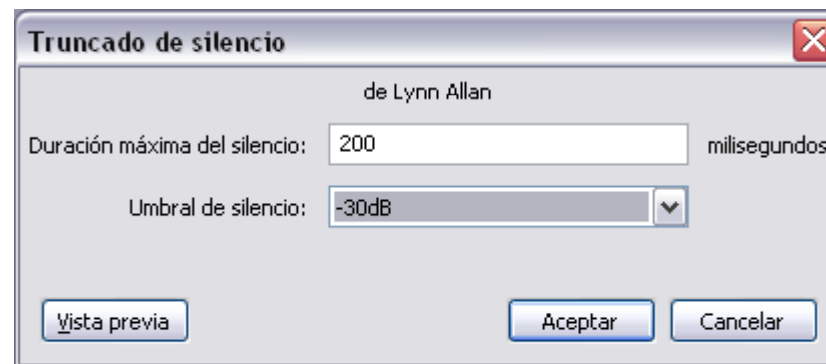 Truncado de silencio
de Lynn Allan
Duración máxima del silencio: 200 milisegundos
Umbral de silencio: -30dB
Vista previa Aceptar Cancelar